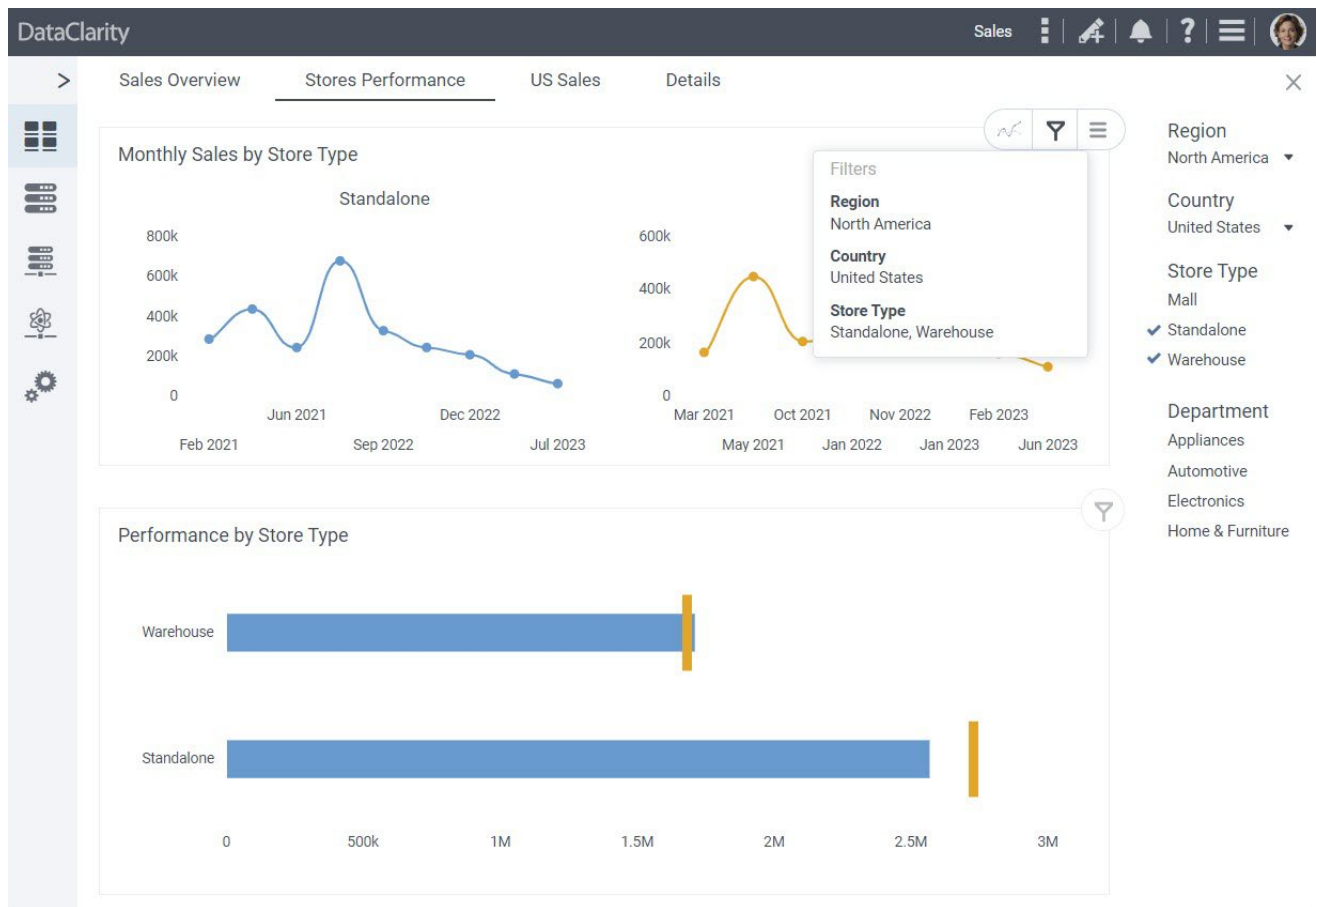 DataClarity
Sales
?
>
Sales Overview
Stores Performance
US Sales
Details
Monthly Sales by Store Type
Standalone
800k
600k
400k
200k
0
Jun 2021
Dec 2022
Feb 2021
Sep 2022
Jul 2023
600k
400k
200k
0
Mar 2021
Oct 2021
Nov 2022
Feb 2023
May 2021
Jan 2022
Jan 2023
Jun 2023
Filters
Region
North America
Country
United States
Store Type
Standalone, Warehouse
Performance by Store Type
Warehouse
Standalone
0
500k
1M
1.5M
2M
2.5M
3M
Region
North America
Country
United States
Store Type
Mall
Standalone
Warehouse
Department
Appliances
Automotive
Electronics
Home & Furniture